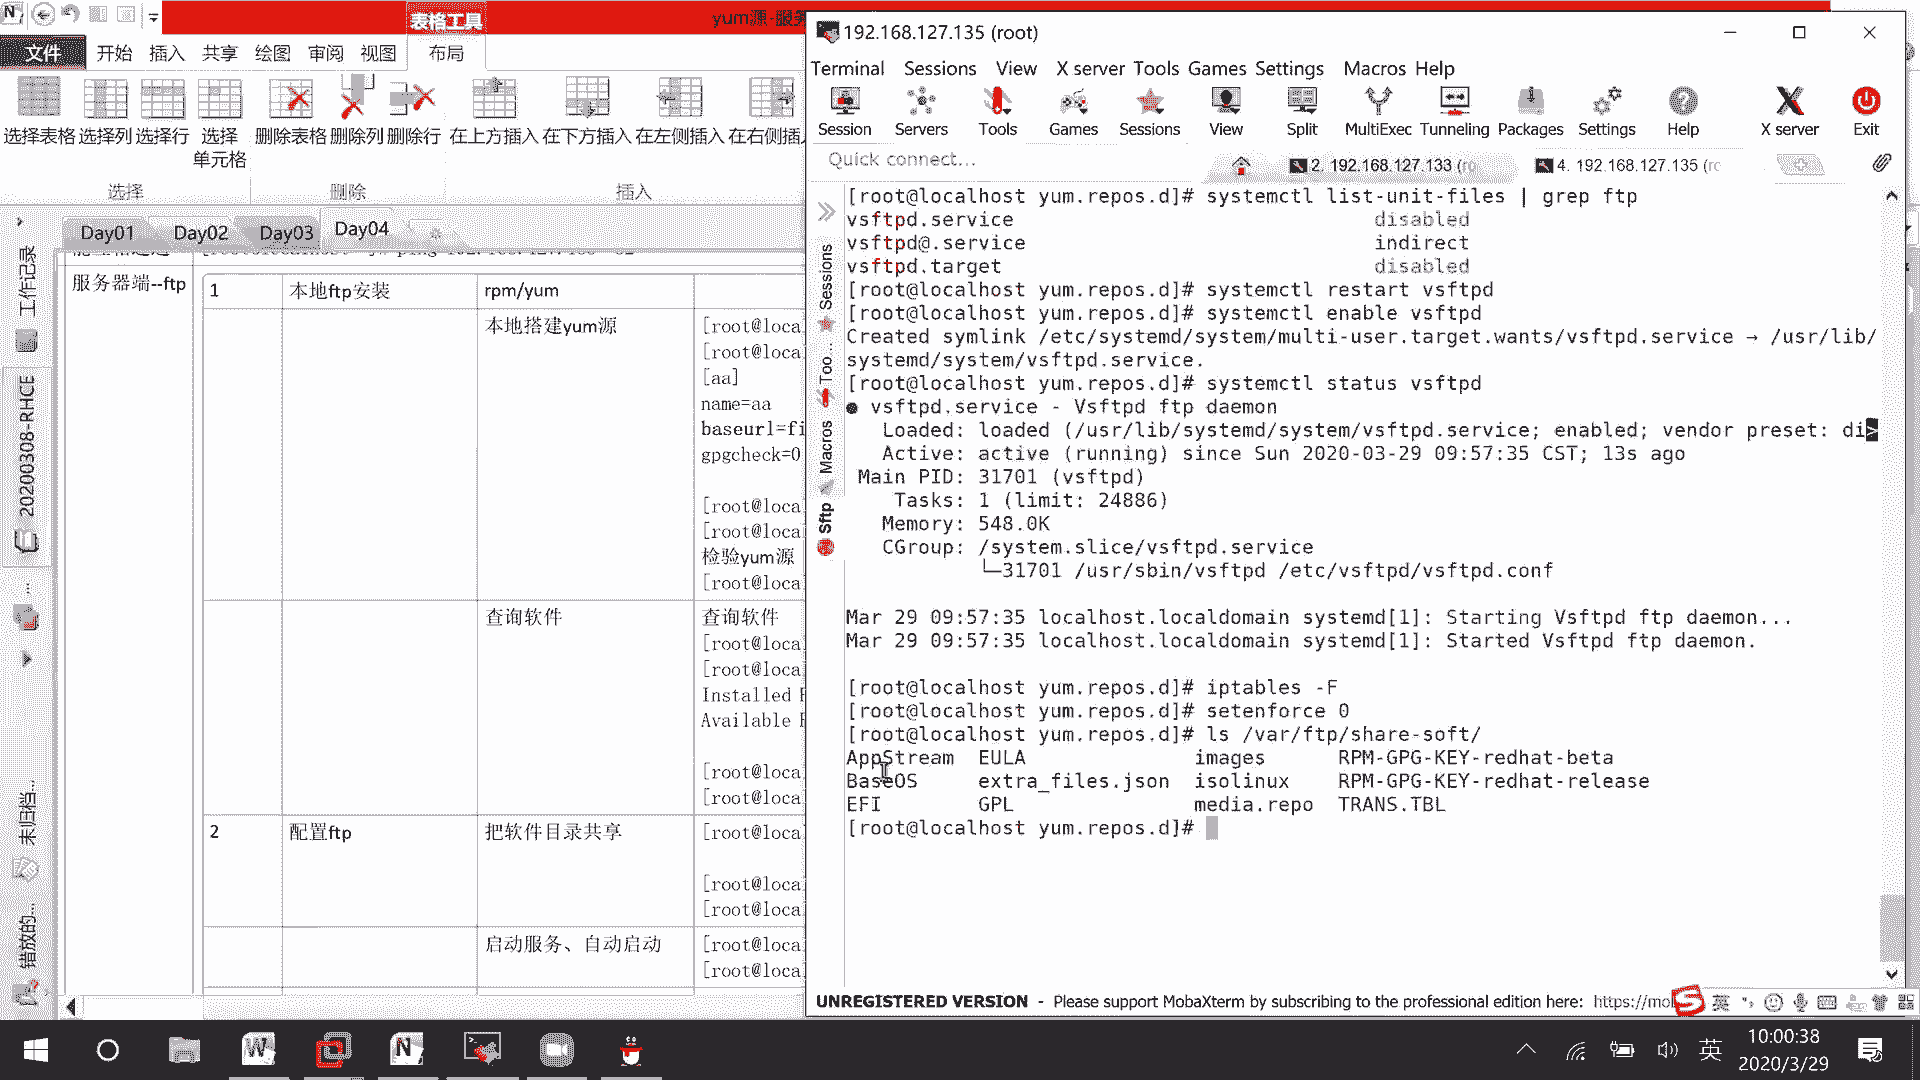 表格工具
yum源-服务
文件 开始 插入 共享 绘图 审阅 视图 布局
选择表格 选择列 选择行 选择单元格 删除表格 删除列 删除行 在上方插入 在下方插入 在左侧插入 在右侧插
选择 删除 插入
Day01 Day02 Day03 Day04
工作记录
20200308-RHCE
未归档...
错放的...
服务器端--ftp
1 本地ftp安装 rpm/yum
本地搭建yum源 [root@loca
[root@loca
[aa]
name=aa
baseurl=fi
gpgcheck=0
[root@loca
[root@loca
检验yum源
[root@loca
查询软件 查询软件
[root@loca
[root@loca
Installed P
Available P
[root@loca
[root@loca
2 配置ftp 把软件目录共享 [root@loca
[root@loca
[root@loca
启动服务、自动启动 [root@loca
[root@loca
192.168.127.135 (root)
Terminal Sessions View X server Tools Games Settings Macros Help
Session Servers Tools Games Sessions View Split MultiExec Tunneling Packages Settings Help X server Exit
Quick connect...
2. 192.168.127.133 (ro
4. 192.168.127.135 (rc
Sessions
Too...
Macros
Sftp
[root@localhost yum.repos.d]# systemctl list-unit-files | grep ftp
vsftpd.service disabled
vsftpd@.service indirect
vsftpd.target disabled
[root@localhost yum.repos.d]# systemctl restart vsftpd
[root@localhost yum.repos.d]# systemctl enable vsftpd
Created symlink /etc/systemd/system/multi-user.target.wants/vsftpd.service → /usr/lib/
systemd/system/vsftpd.service.
[root@localhost yum.repos.d]# systemctl status vsftpd
● vsftpd.service - Vsftpd ftp daemon
Loaded: loaded (/usr/lib/systemd/system/vsftpd.service; enabled; vendor preset: di>
Active: active (running) since Sun 2020-03-29 09:57:35 CST; 13s ago
Main PID: 31701 (vsftpd)
Tasks: 1 (limit: 24886)
Memory: 548.0K
CGroup: /system.slice/vsftpd.service
└─31701 /usr/sbin/vsftpd /etc/vsftpd/vsftpd.conf
Mar 29 09:57:35 localhost.localdomain systemd[1]: Starting Vsftpd ftp daemon...
Mar 29 09:57:35 localhost.localdomain systemd[1]: Started Vsftpd ftp daemon.
[root@localhost yum.repos.d]# iptables -F
[root@localhost yum.repos.d]# setenforce 0
[root@localhost yum.repos.d]# ls /var/ftp/share-soft/
AppStream EULA images RPM-GPG-KEY-redhat-beta
BaseOS extra_files.json isolinux RPM-GPG-KEY-redhat-release
EFI GPL media.repo TRANS.TBL
[root@localhost yum.repos.d]#
UNREGISTERED VERSION - Please support MobaXterm by subscribing to the professional edition here: https://mo
英
英
10:00:38
2020/3/29